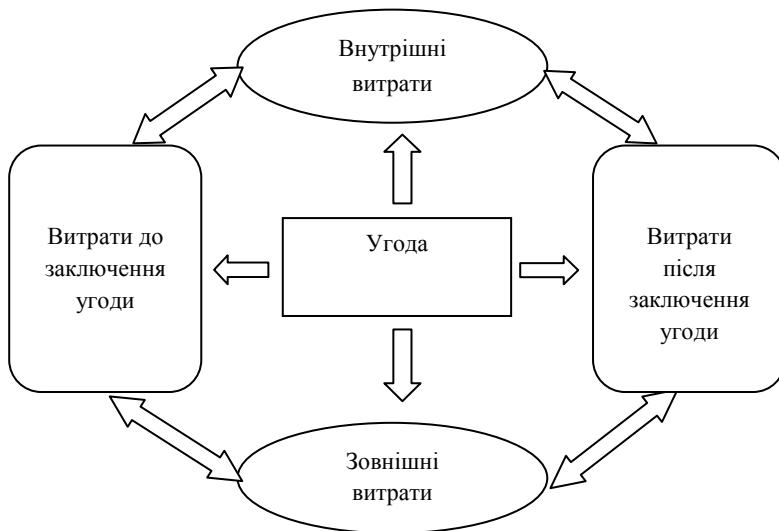 Внутрішні
витрати
Витрати до
заключення
угоди
Угода
Витрати
після
заключення
угоди
Зовнішні
витрати